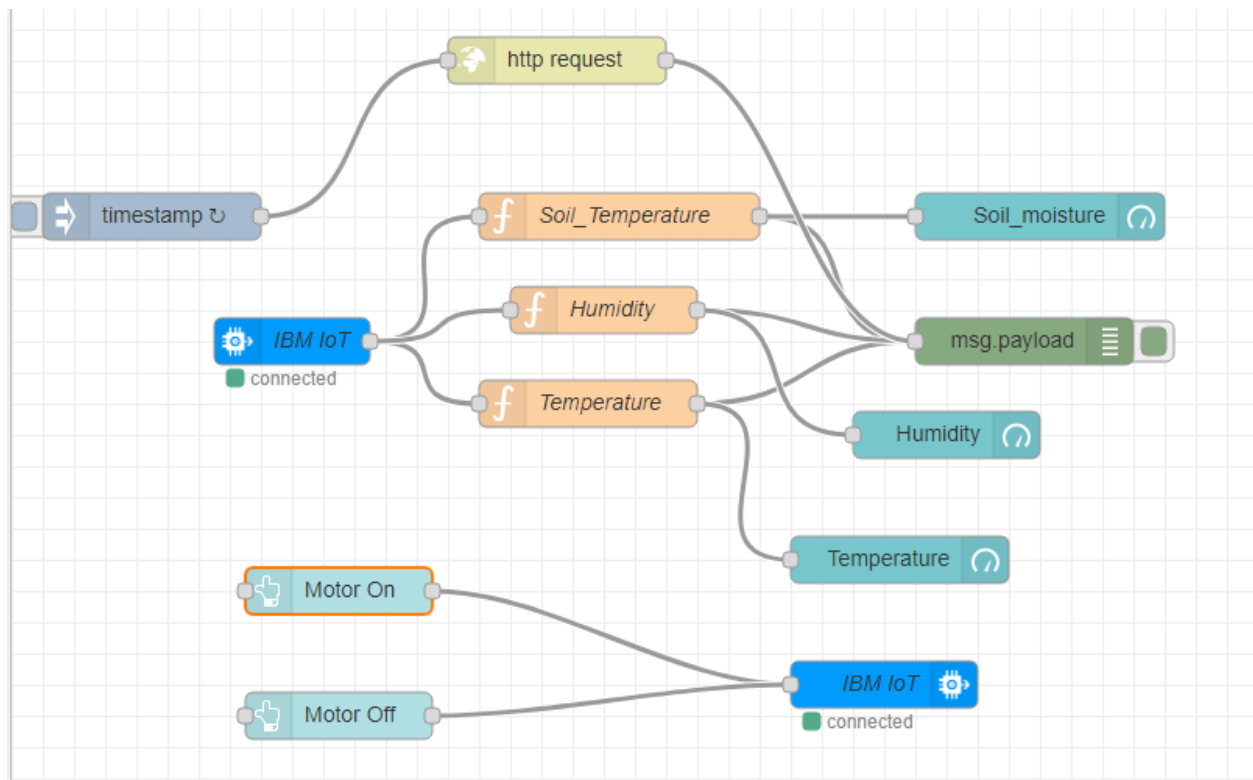 http request
timestamp ↻
Soil_Temperature
Soil_moisture
Humidity
IBM IoT
msg.payload
connected
Temperature
Humidity
Temperature
Motor On
IBM IoT
Motor Off
connected